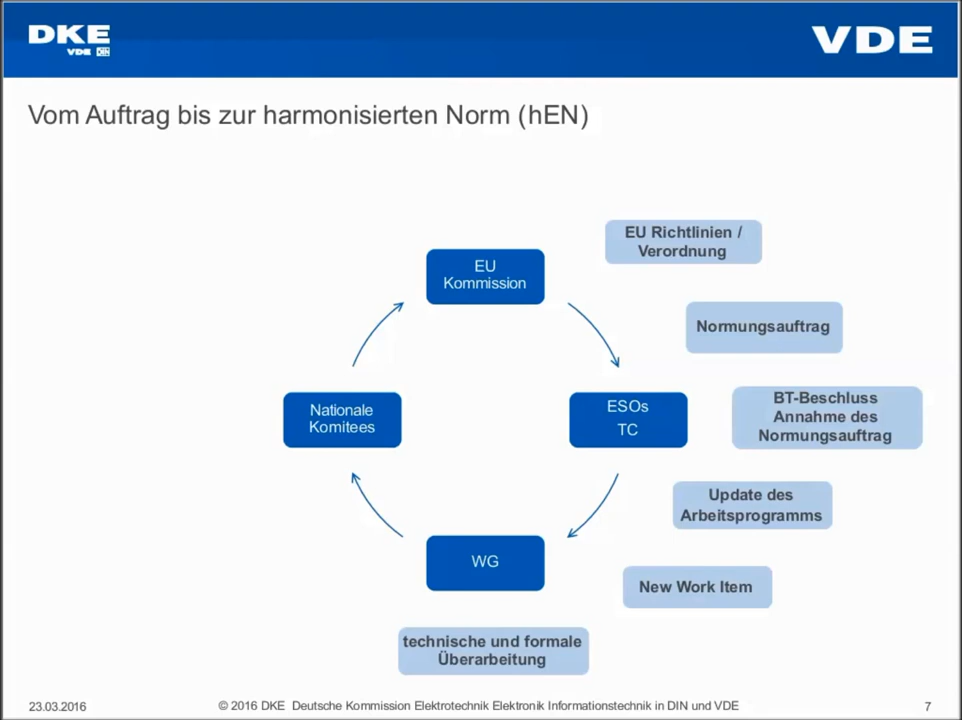 DKE
VDE DIN
VDE
Vom Auftrag bis zur harmonisierten Norm (hEN)
EU Richtlinien /
Verordnung
EU
Kommission
Normungsauftrag
Nationale
Komitees
ESOs
TC
BT-Beschluss
Annahme des
Normungsauftrag
Update des
Arbeitsprogramms
WG
New Work Item
technische und formale
Überarbeitung
23.03.2016
© 2016 DKE Deutsche Kommission Elektrotechnik Elektronik Informationstechnik in DIN und VDE
7